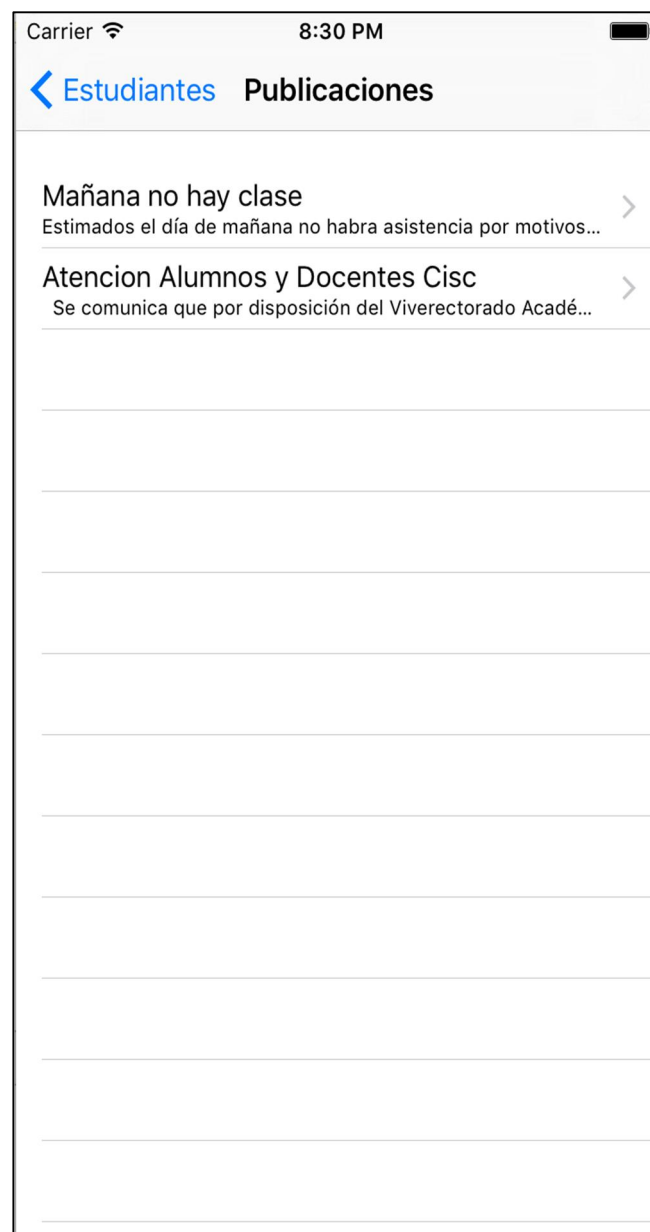 Carrier 8:30 PM
Estudiantes Publicaciones
Mañana no hay clase
Estimados el día de mañana no habra asistencia por motivos...
Atencion Alumnos y Docentes Cisc
Se comunica que por disposición del Viverectorado Acadé...